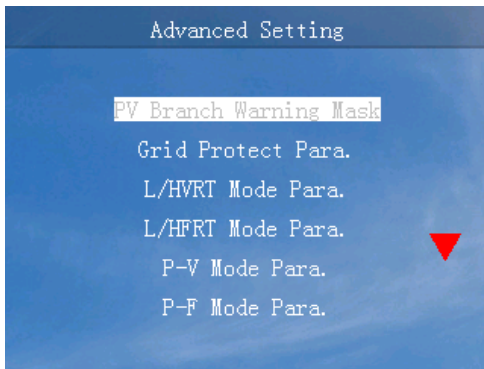 Advanced Setting
PV Branch Warning Mask
Grid Protect Para.
L/HVRT Mode Para.
L/HFRT Mode Para.
P-V Mode Para.
P-F Mode Para.